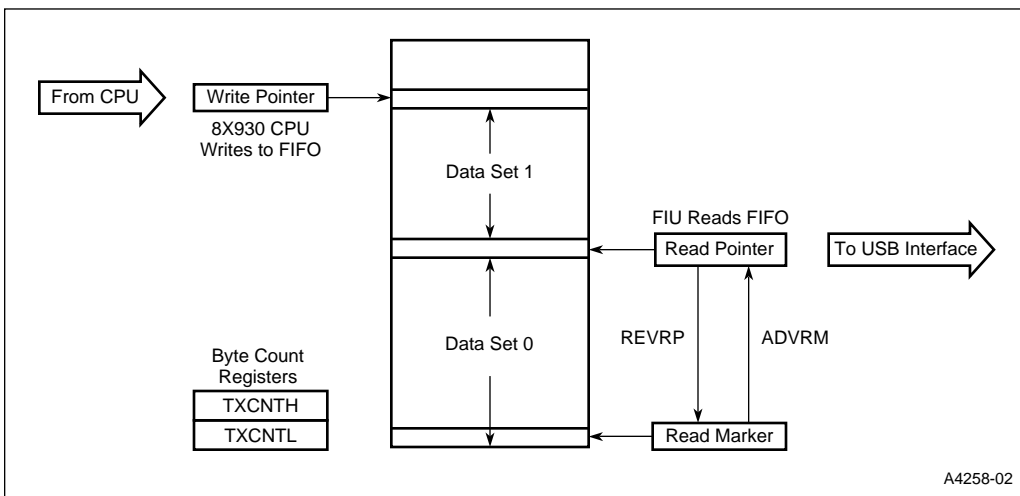 From CPU
Write Pointer
8X930 CPU
Writes to FIFO
Data Set 1
FIU Reads FIFO
Read Pointer
To USB Interface
REVRP
ADVRM
Data Set 0
Byte Count
Registers
TXCNTH
TXCNTL
Read Marker
A4258-02